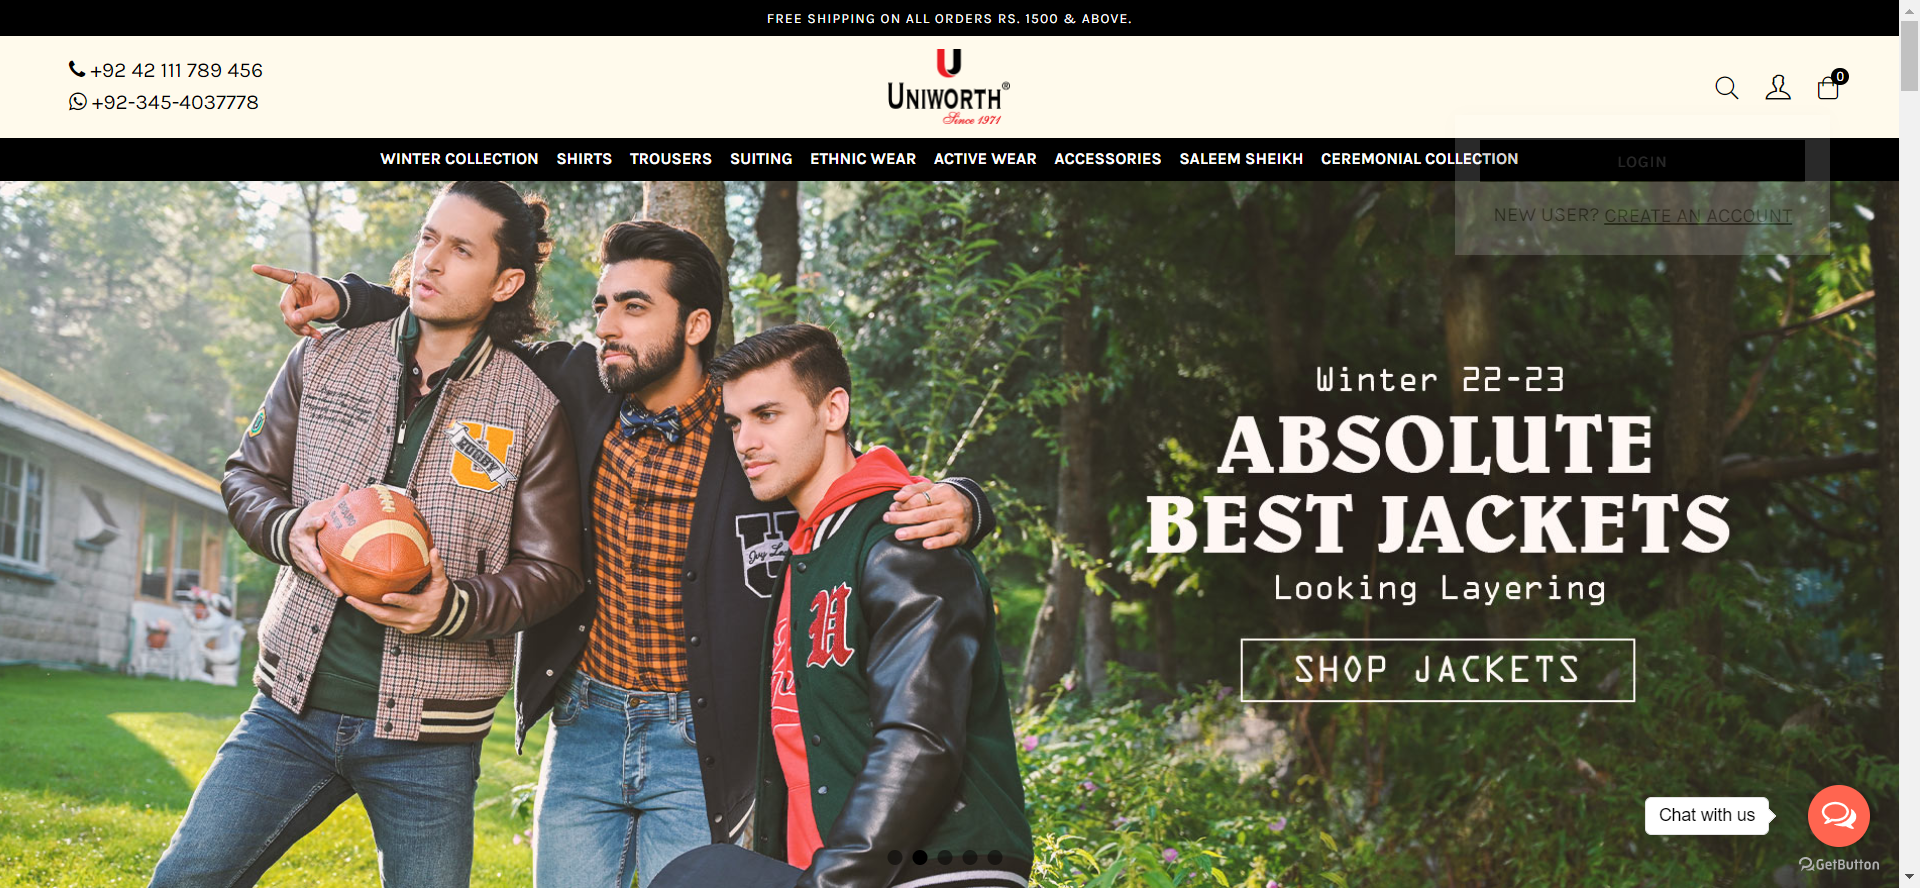 FREE SHIPPING ON ALL ORDERS RS. 1500 & ABOVE.
+92 42 111 789 456
+92-345-4037778
U
UNIWORTH®
Since 1971
0
WINTER COLLECTION SHIRTS TROUSERS SUITING ETHNIC WEAR ACTIVE WEAR ACCESSORIES SALEEM SHEIKH CEREMONIAL COLLECTION
LOGIN
NEW USER? CREATE AN ACCOUNT
Winter 22-23
ABSOLUTE
BEST JACKETS
Looking Layering
SHOP JACKETS
U
RUGBY
U
U
Chat with us
GetButton